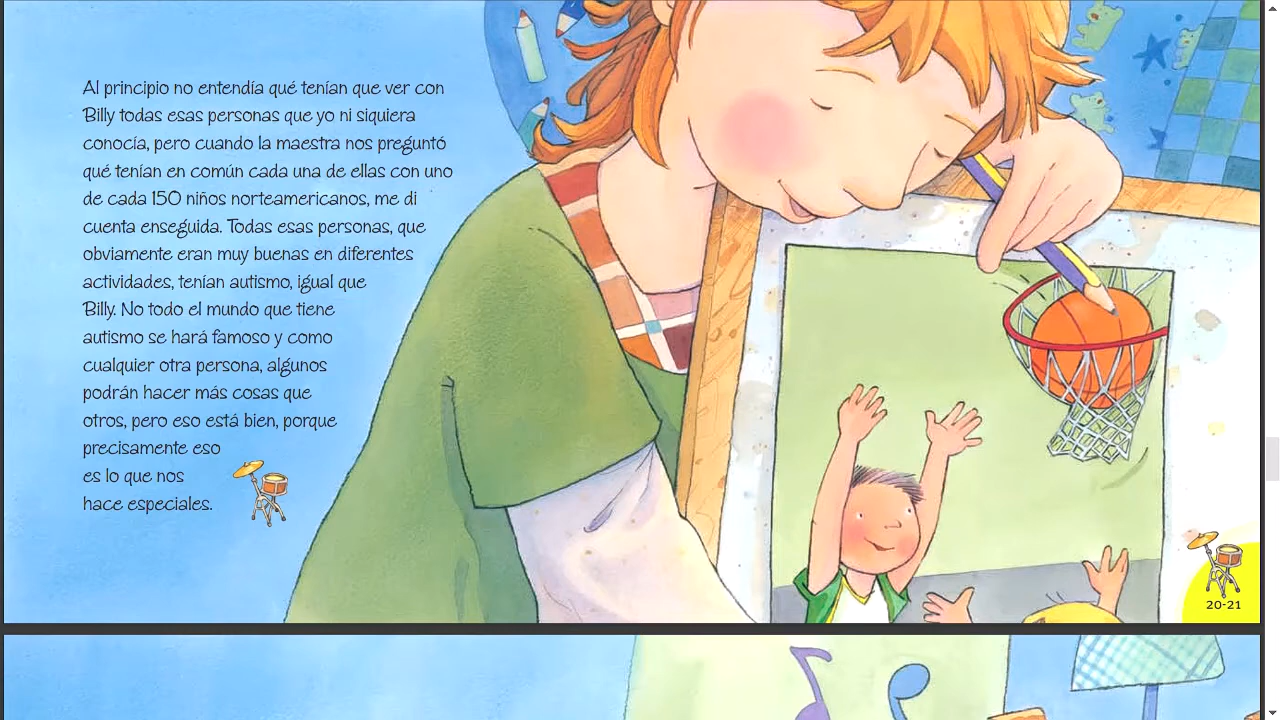 Al principio no entendía qué tenían que ver con
Billy todas esas personas que yo ni siquiera
conocía, pero cuando la maestra nos preguntó
qué tenían en común cada una de ellas con uno
de cada 150 niños norteamericanos, me di
cuenta enseguida. Todas esas personas, que
obviamente eran muy buenas en diferentes
actividades, tenían autismo, igual que
Billy. No todo el mundo que tiene
autismo se hará famoso y como
cualquier otra persona, algunos
podrán hacer más cosas que
otros, pero eso está bien, porque
precisamente eso
es lo que nos
hace especiales.
20-21